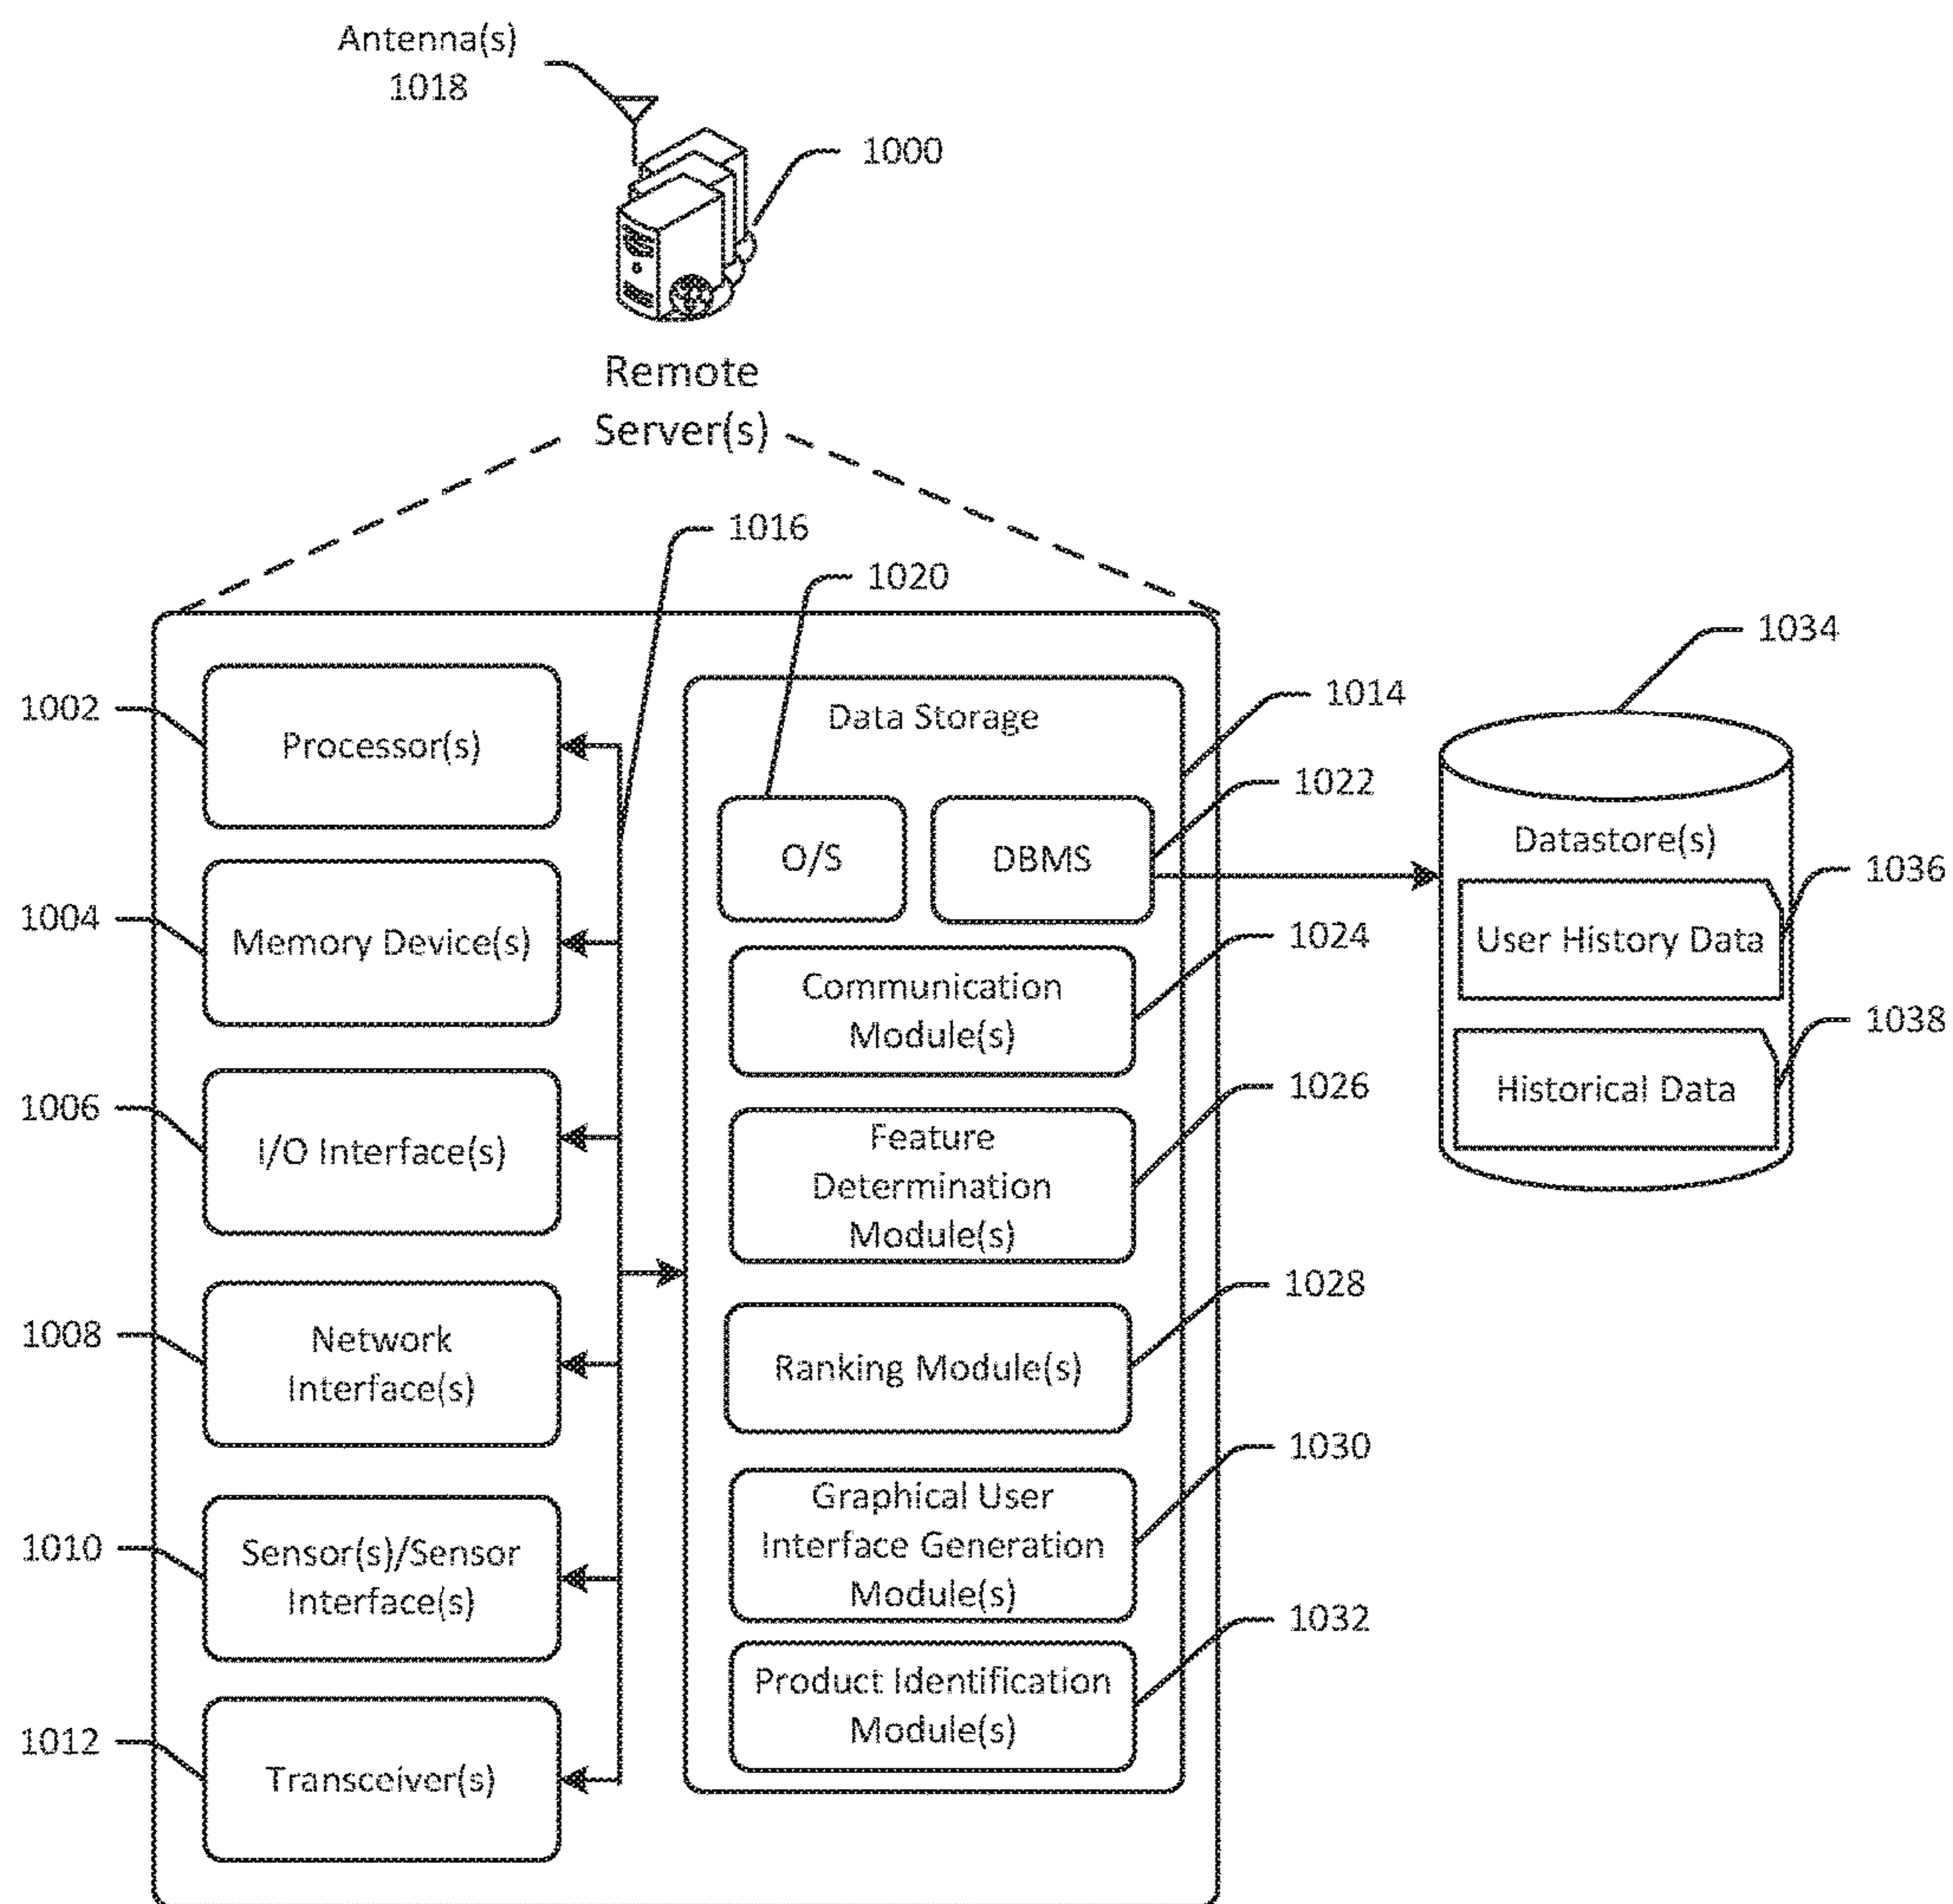 Antenna(s)
1018
1000
Remote
Server(s)
1016
1020
1034
1002
Processor(s)
Data Storage
1014
1022
O/S
DBMS
Datastore(s)
1036
1004
Memory Device(s)
User History Data
1024
Communication
Module(s)
1038
Historical Data
1006
I/O Interface(s)
1026
Feature
Determination
Module(s)
1008
Network
Interface(s)
1028
Ranking Module(s)
1030
1010
Sensor(s)/Sensor
Interface(s)
Graphical User
Interface Generation
Module(s)
1032
Product Identification
Module(s)
1012
Transceiver(s)